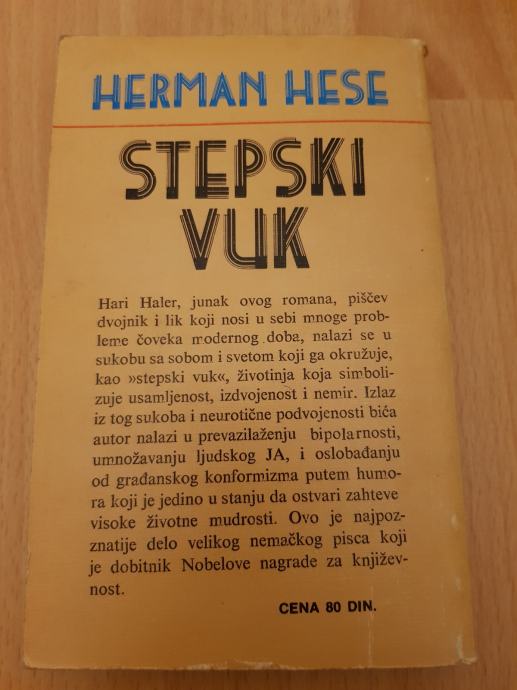 HERMAN HESE
STEPSKI
VUK
Hari Haler, junak ovog romana, piščev
dvojnik i lik koji nosi u sebi mnoge prob-
leme čoveka modernog doba, nalazi se u
sukobu sa sobom i svetom koji ga okružuje,
kao »stepski vuk«, životinja koja simboli-
zuje usamljenost, izdvojenost i nemir. Izlaz
iz tog sukoba i neurotične podvojenosti bića
autor nalazi u prevazilaženju bipolarnosti,
umnožavanju ljudskog JA, i oslobađanju
od građanskog konformizma putem humo-
ra koji je jedino u stanju da ostvari zahteve
visoke životne mudrosti. Ovo je najpoz-
znatije delo velikog nemačkog pisca koji
je dobitnik Nobelove nagrade za književ-
nost.
CENA 80 DIN.